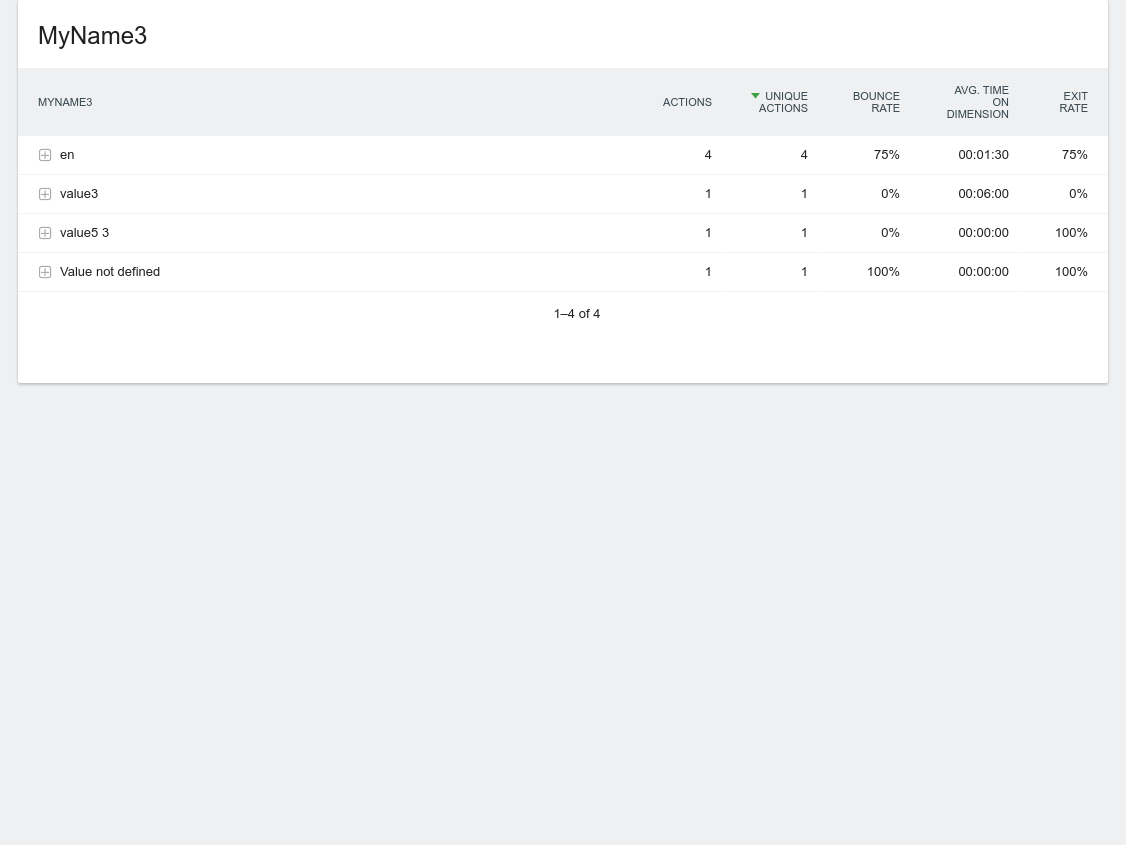 MyName3
MYNAME3 ACTIONS UNIQUE ACTIONS BOUNCE RATE AVG. TIME ON DIMENSION EXIT RATE
en 4 4 75% 00:01:30 75%
value3 1 1 0% 00:06:00 0%
value5 3 1 1 0% 00:00:00 100%
Value not defined 1 1 100% 00:00:00 100%
1–4 of 4